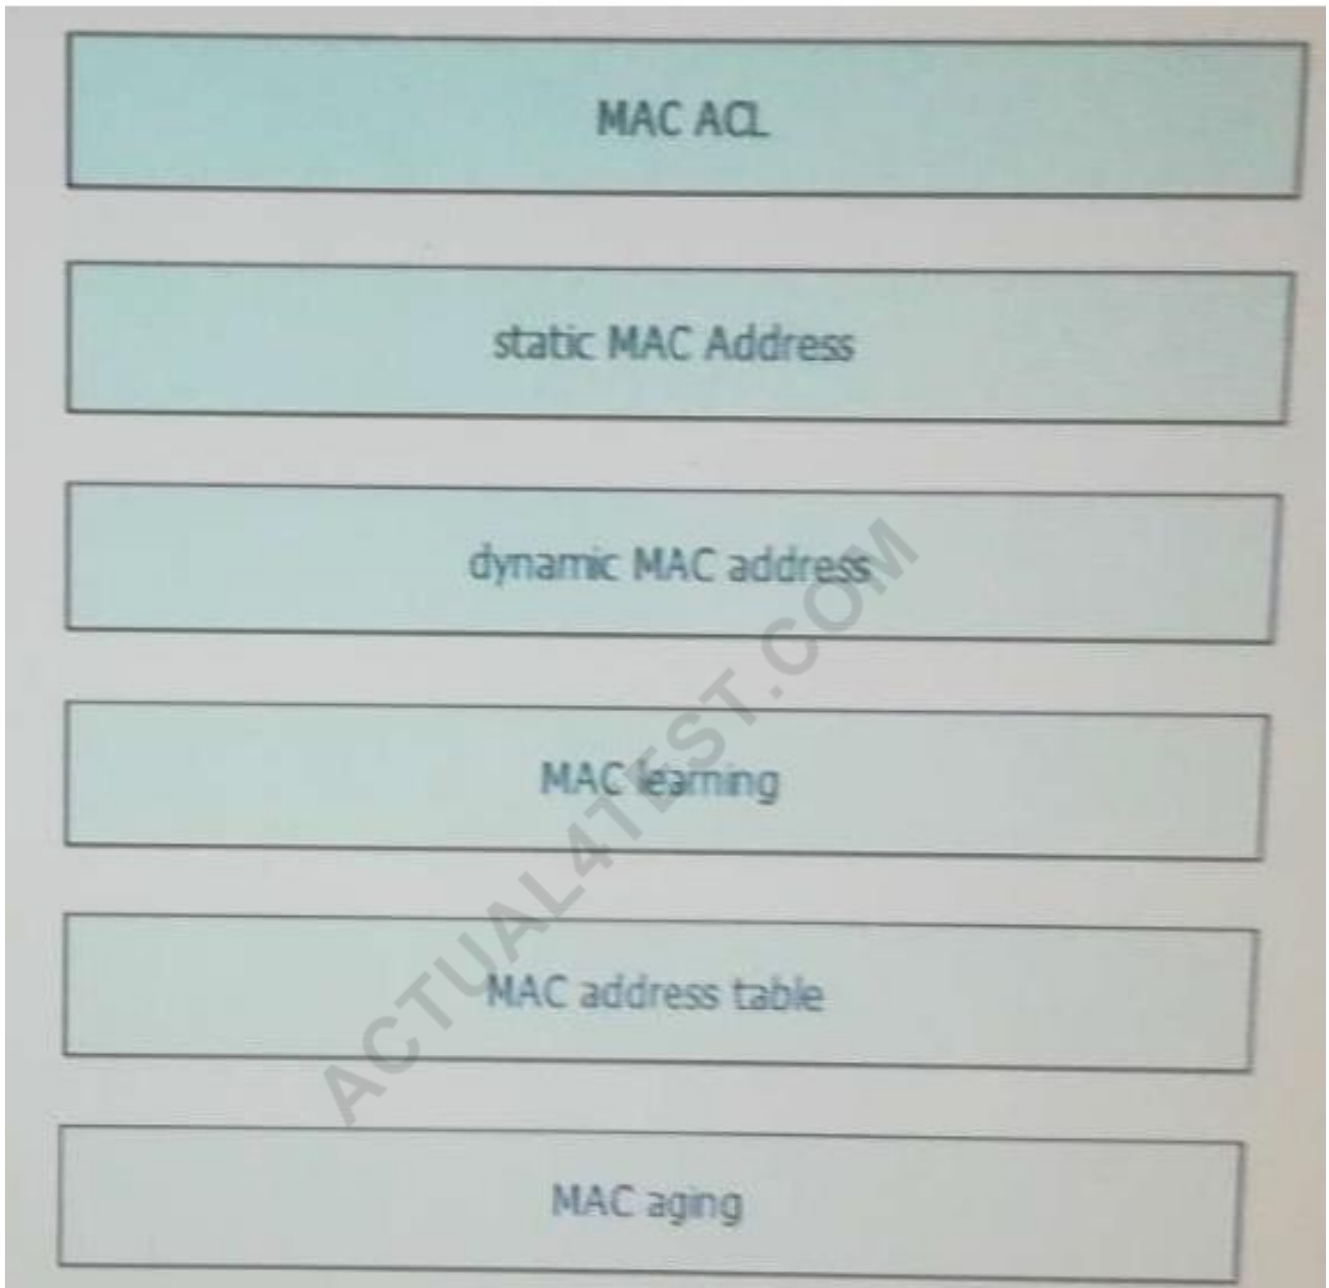 MAC ACL
static MAC Address
dynamic MAC address
MAC learning
MAC address table
MAC aging
ACTUAL4TEST.COM